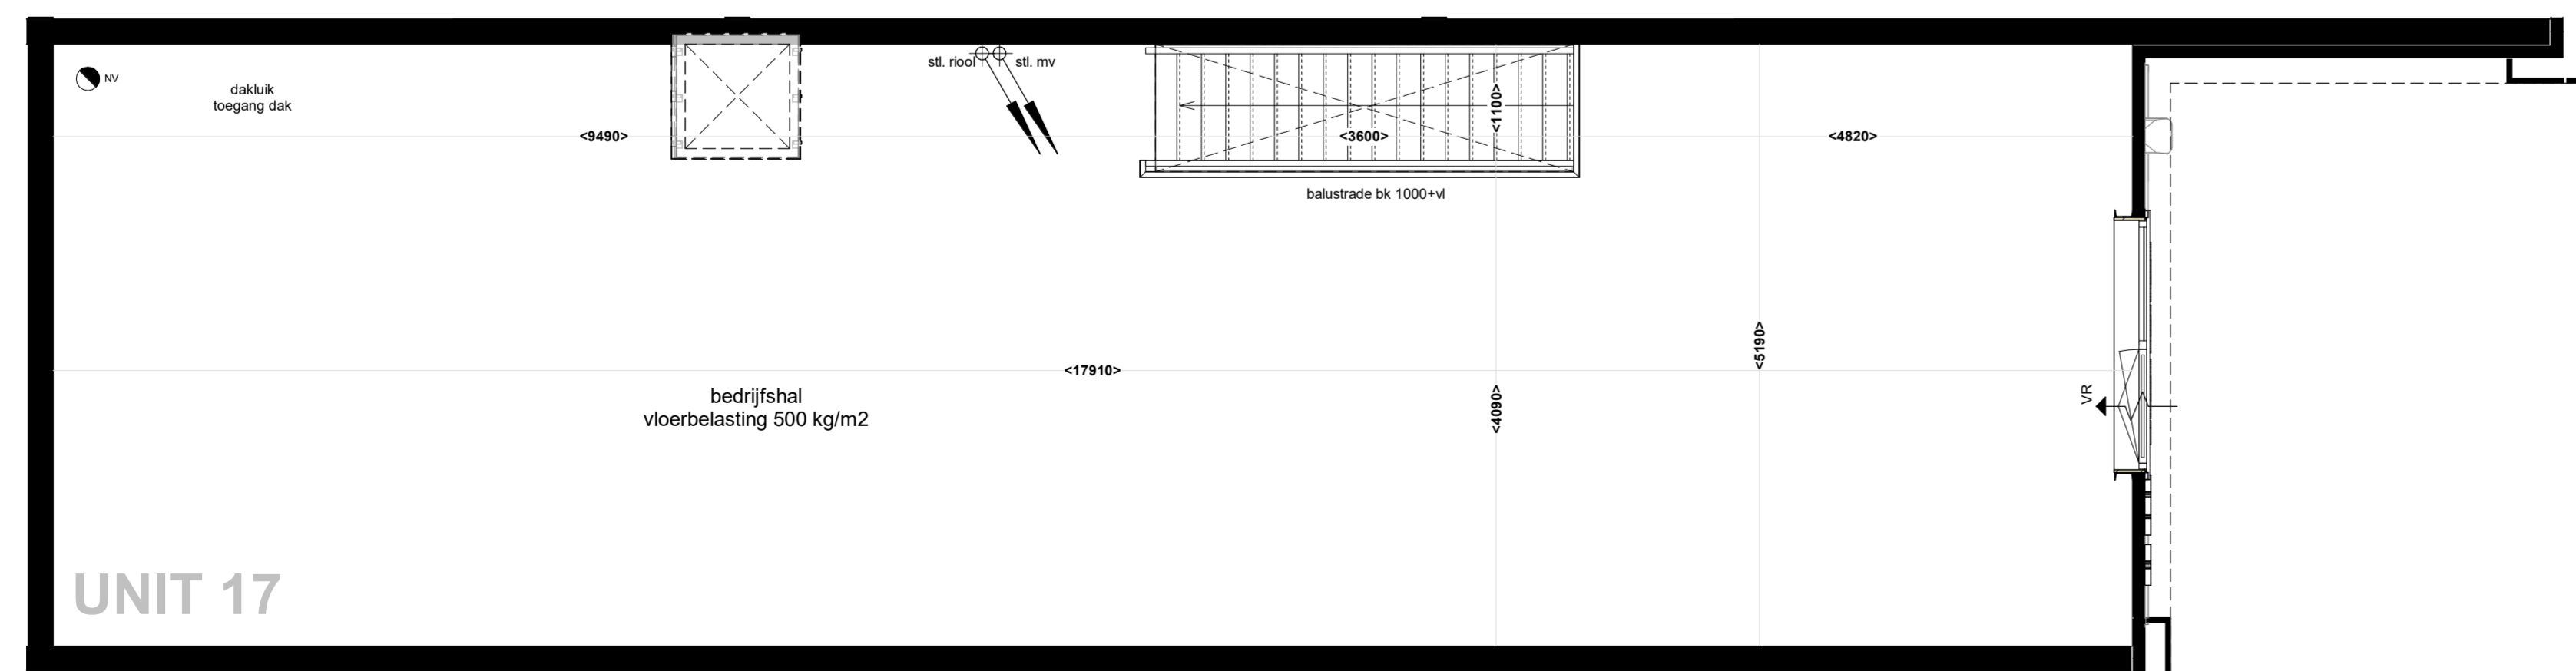 NV
dakluik
toegang dak
<9490>
stl. riool
stl. mv
<3600>
<1100>
<4820>
balustrade bk 1000+vl
<17910>
<5190>
<4090>
VR
bedrijfshal
vloerbelasting 500 kg/m2
UNIT 17